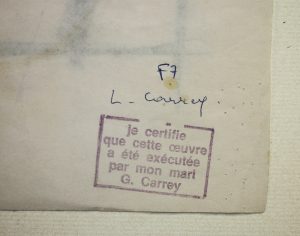 F7
L. Carrey.
je certifie
que cette œuvre
a été exécutée
par mon mari
G. Carrey